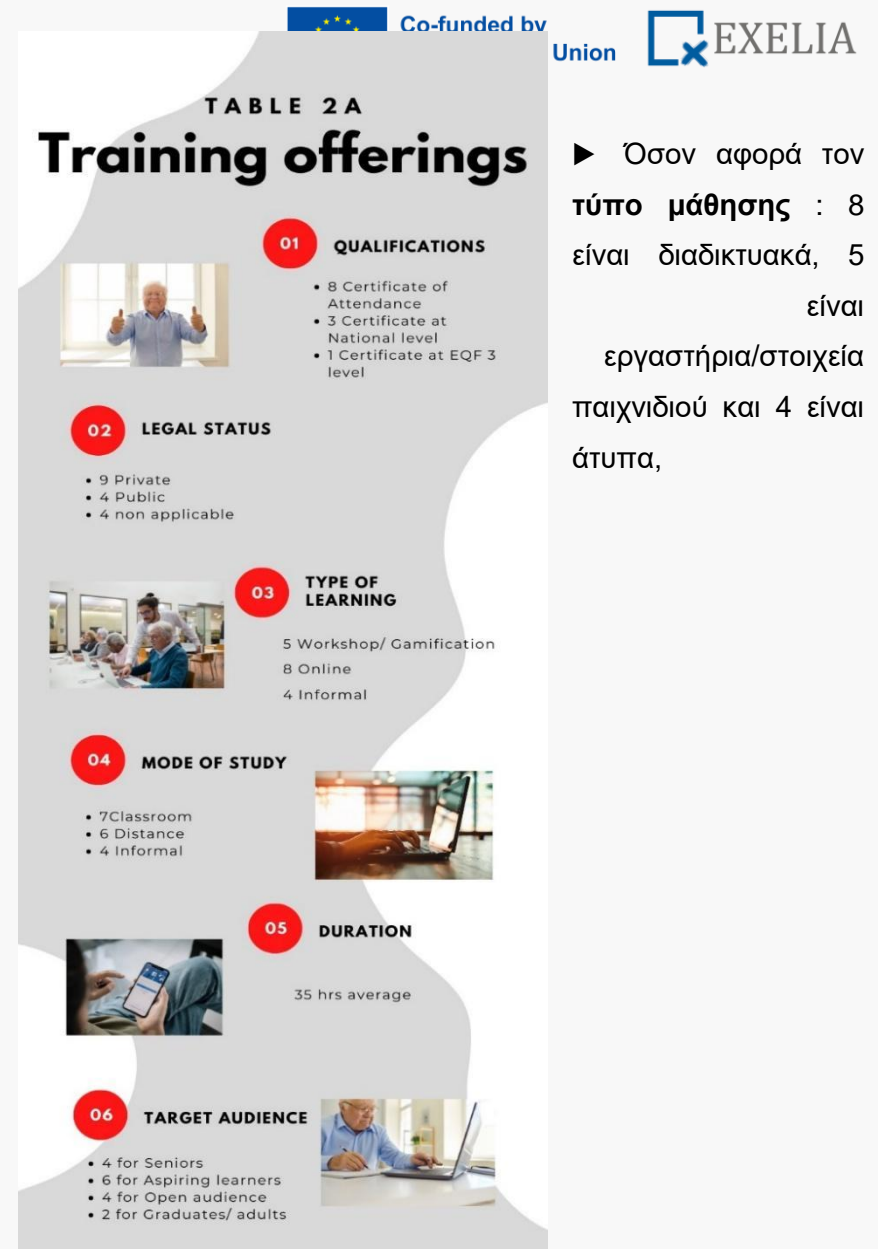 Co-funded by
Union
EXELIA
TABLE 2A
Training offerings
01 QUALIFICATIONS
• 8 Certificate of
Attendance
• 3 Certificate at
National level
• 1 Certificate at EQF 3
level
02 LEGAL STATUS
• 9 Private
• 4 Public
• 4 non applicable
03 TYPE OF
LEARNING
5 Workshop/ Gamification
8 Online
4 Informal
04 MODE OF STUDY
• 7Classroom
• 6 Distance
• 4 Informal
05 DURATION
35 hrs average
06 TARGET AUDIENCE
• 4 for Seniors
• 6 for Aspiring learners
• 4 for Open audience
• 2 for Graduates/ adults
► Όσον αφορά τον
τύπο μάθησης : 8
είναι διαδικτυακά, 5
είναι
εργαστήρια/στοιχεία
παιχνιδιού και 4 είναι
άτυπα,